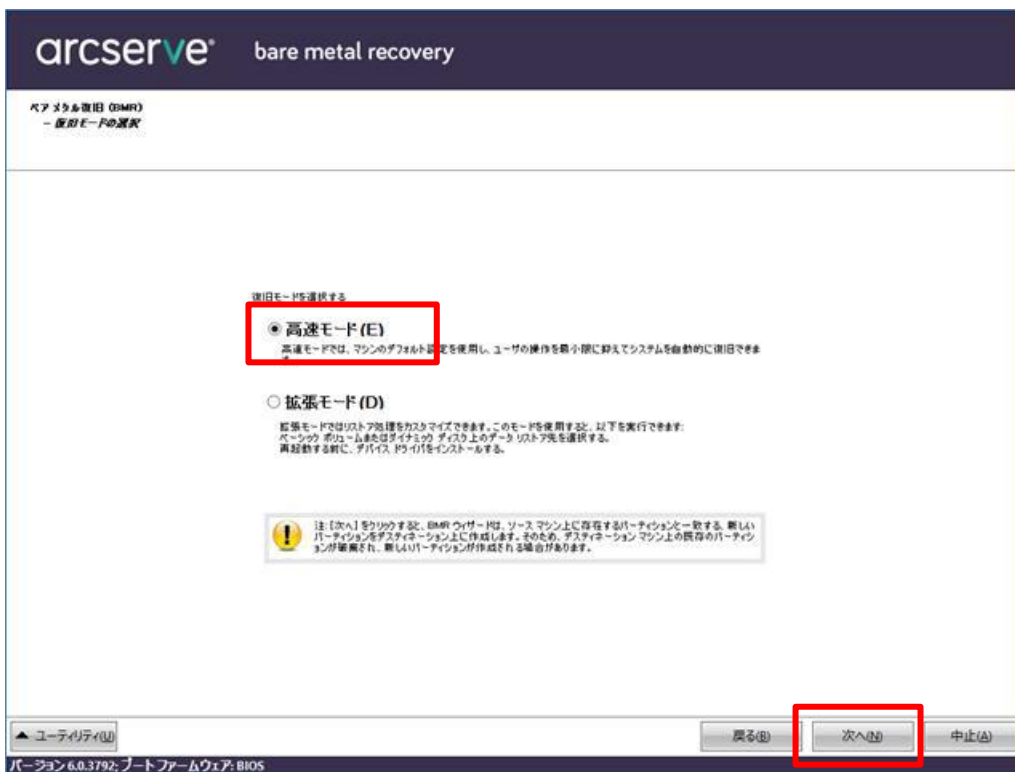 arcserve® bare metal recovery
ベア メタル復旧 (BMR)
- 復旧モードの選択
復旧モードを選択する
高速モード(E)
高速モードでは、マシンのデフォルト設定を使用し、ユーザの操作を最小限に抑えてシステムを自動的に復旧できま
す。
拡張モード(D)
拡張モードではリストア処理をカスタマイズできます。このモードを使用すると、以下を実行できます:
ベーシック ボリュームまたはダイナミック ディスク上のデータ リストア先を選択する。
再起動する前に、デバイス ドライバをインストールする。
注: [次へ] をクリックすると、BMR ウィザードは、ソース マシン上に存在するパーティションと一致する、新しい
パーティションをデスティネーション上に作成します。そのため、デスティネーション マシン上の既存のパーティシ
ョンが破棄され、新しいパーティションが作成される場合があります。
ユーティリティ(U) 戻る(B) 次へ(N) 中止(A)
バージョン 6.0.3792; ブート ファームウェア: BIOS